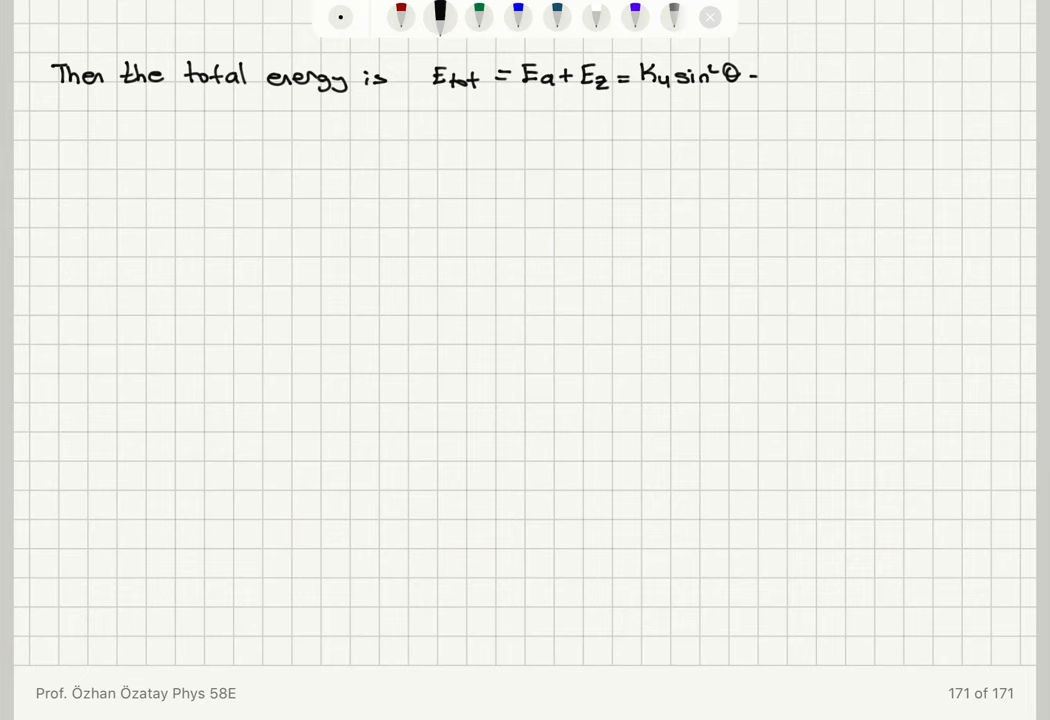 Then the total energy is E_tot = E_a + E_z = K_u sin²θ -
Prof. Özhan Özatay Phys 58E
171 of 171